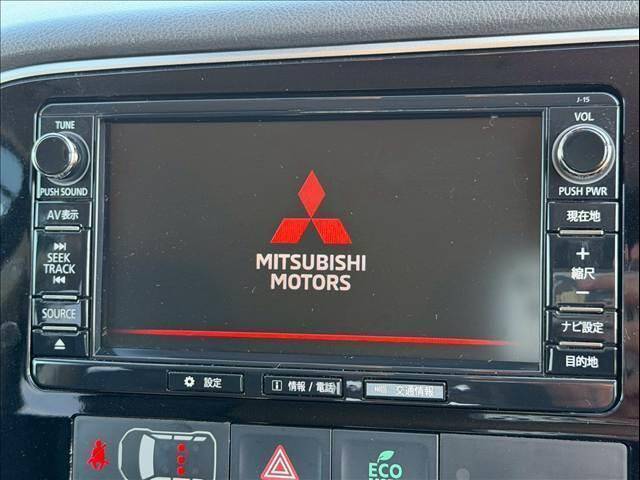 J-15
TUNE
PUSH SOUND
AV表示
SEEK
TRACK
SOURCE
MITSUBISHI
MOTORS
VOL
PUSH PWR
現在地
+
縮尺
−
ナビ設定
目的地
設定
情報 / 電話
交通情報
ECO